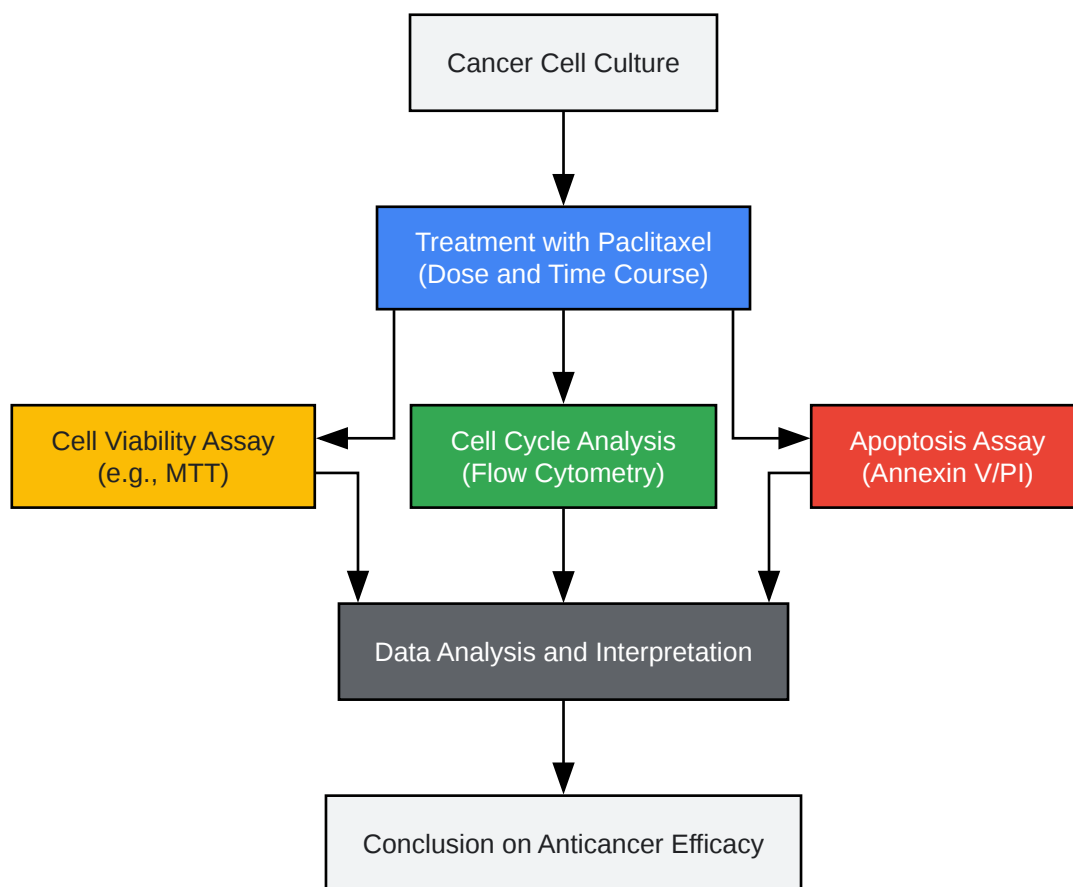 Cancer Cell Culture
Treatment with Paclitaxel
(Dose and Time Course)
Cell Viability Assay
(e.g., MTT)
Cell Cycle Analysis
(Flow Cytometry)
Apoptosis Assay
(Annexin V/PI)
Data Analysis and Interpretation
Conclusion on Anticancer Efficacy